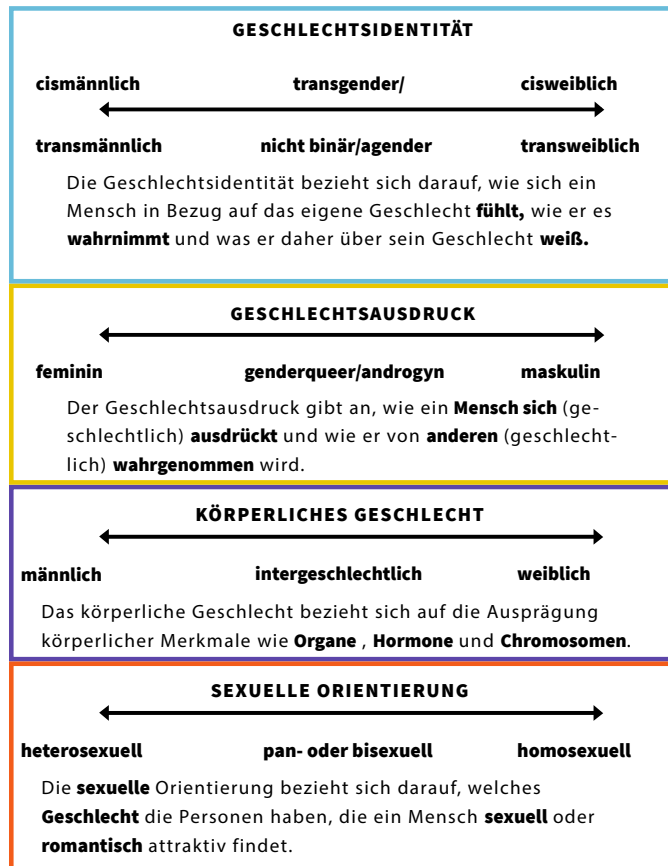 GESCHLECHTSIDENTITÄT
cismännlich transgender/ cisweiblich
transmännlich nicht binär/agender transweiblich
Die Geschlechtsidentität bezieht sich darauf, wie sich ein
Mensch in Bezug auf das eigene Geschlecht fühlt, wie er es
wahrnimmt und was er daher über sein Geschlecht weiß.
GESCHLECHTSAUSDRUCK
feminin genderqueer/androgyn maskulin
Der Geschlechtsausdruck gibt an, wie ein Mensch sich (ge-
schlechtlich) ausdrückt und wie er von anderen (geschlecht-
lich) wahrgenommen wird.
KÖRPERLICHES GESCHLECHT
männlich intergeschlechtlich weiblich
Das körperliche Geschlecht bezieht sich auf die Ausprägung
körperlicher Merkmale wie Organe , Hormone und Chromosomen.
SEXUELLE ORIENTIERUNG
heterosexuell pan- oder bisexuell homosexuell
Die sexuelle Orientierung bezieht sich darauf, welches
Geschlecht die Personen haben, die ein Mensch sexuell oder
romantisch attraktiv findet.